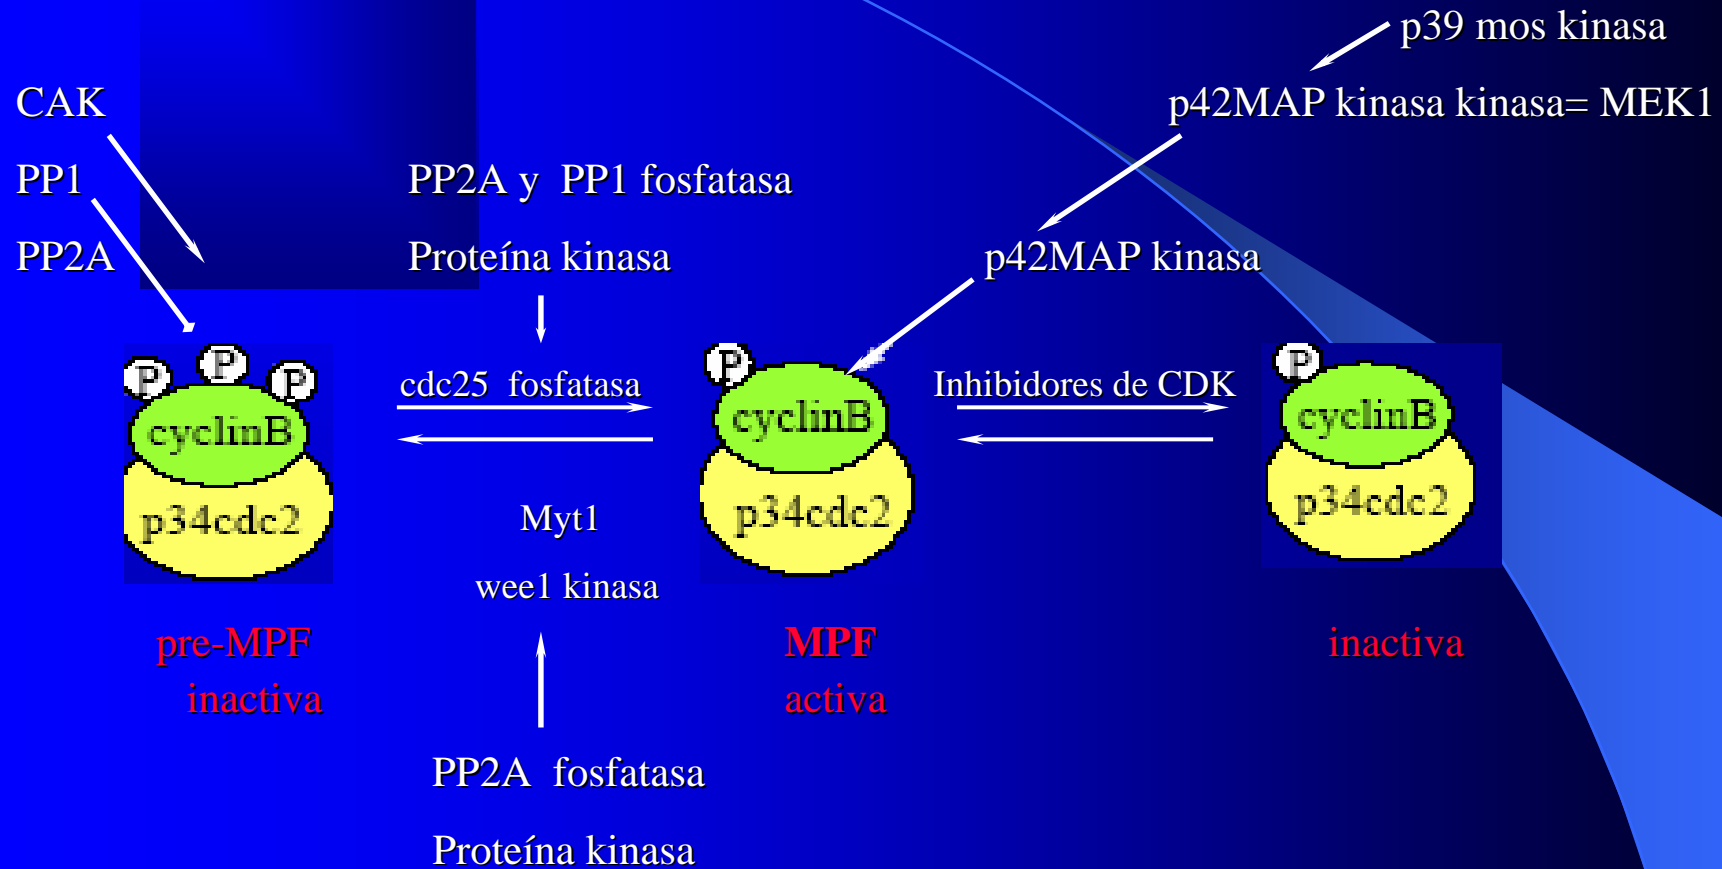 p39 mos kinasa
CAK
p42MAP kinasa kinasa= MEK1
PP1
PP2A y PP1 fosfatasa
PP2A
Proteína kinasa
p42MAP kinasa
P
P
P
cyclinB
p34cdc2
cdc25 fosfatasa
P
cyclinB
p34cdc2
Inhibidores de CDK
P
cyclinB
p34cdc2
Myt1
wee1 kinasa
pre-MPF
inactiva
MPF
activa
inactiva
PP2A fosfatasa
Proteína kinasa